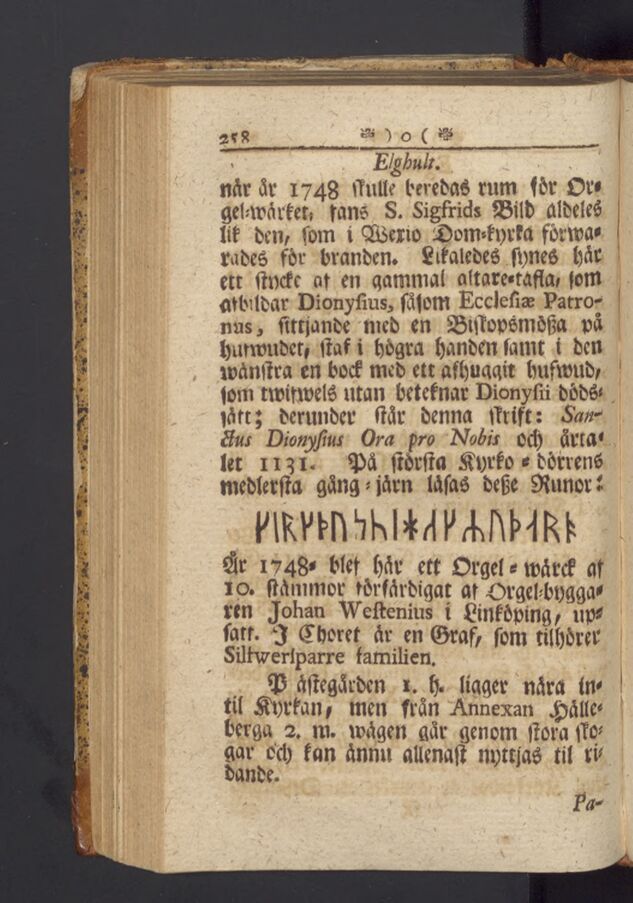 258 ) o (
Elghult.
når år 1748 skulle beredas rum för Or-
gel-wärket, fans S. Sigfrids Bild aldeles
lik den, som i Wexio Dom-kyrka förwa-
rades för branden. Likaledes synes här
ett stycke af en gammal altare-tafla, som
afbildar Dionysius, såsom Ecclesiæ Patro-
nus, sittjande med en Biskopsmößa på
hufwudet, staf i högra handen samt i den
wänstra en bock med ett afhuggit hufwud,
som twifwels utan beteknar Dionysii döds-
sätt; derunder står denna skrift: San-
ctus Dionysius Ora pro Nobis och årta-
let 1131. På största Kyrko-dörrens
medlersta gång-järn läsas deße Runor:
År 1748. blef här ett Orgel-wärck af
10. stämmor förfärdigat af Orgel-bygga-
ren Johan Westenius i Linköping, up-
satt. I Choret är en Graf, som tilhörer
Silfwersparre familien.
P ästegården 1. h. ligger nära in-
til Kyrkan, men från Annexan Hälle-
berga 2. m. wägen går genom stora sko-
gar och kan ännu allenast nyttjas til ri-
dande.
Pa-